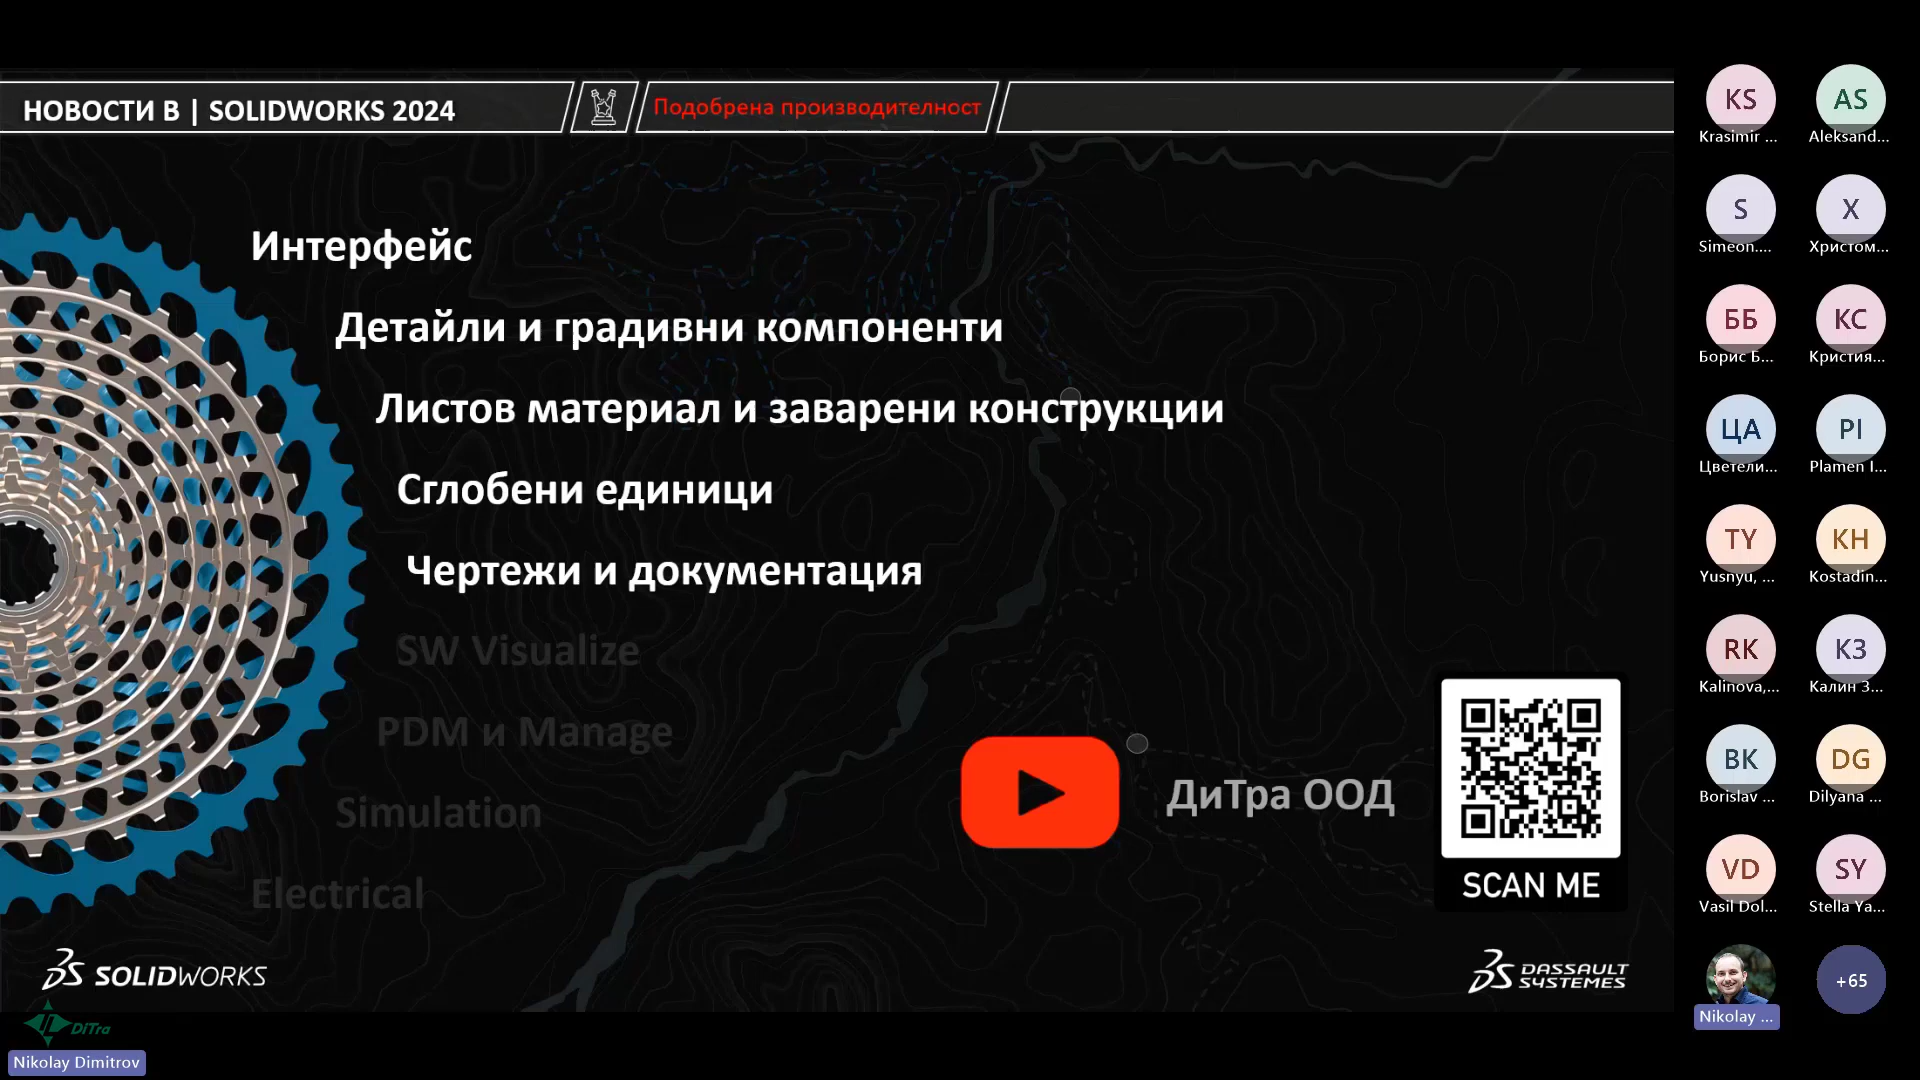 НОВОСТИ В | SOLIDWORKS 2024
Подобрена производителност
Интерфейс
Детайли и градивни компоненти
Листов материал и заварени конструкции
Сглобени единици
Чертежи и документация
SW Visualize
PDM и Manage
Simulation
Electrical
ДиТра ООД
SCAN ME
SOLIDWORKS
DASSAULT
SYSTEMES
DiTra
Nikolay Dimitrov
KS
Krasimir ...
AS
Aleksand...
S
Simeon....
Х
Христом...
ББ
Борис Б...
КС
Кристия...
ЦА
Цветели...
PI
Plamen I...
TY
Yusnyu, ...
KH
Kostadin...
RK
Kalinova,...
КЗ
Калин З...
BK
Borislav ...
DG
Dilyana ...
VD
Vasil Dol...
SY
Stella Ya...
Nikolay ...
+65